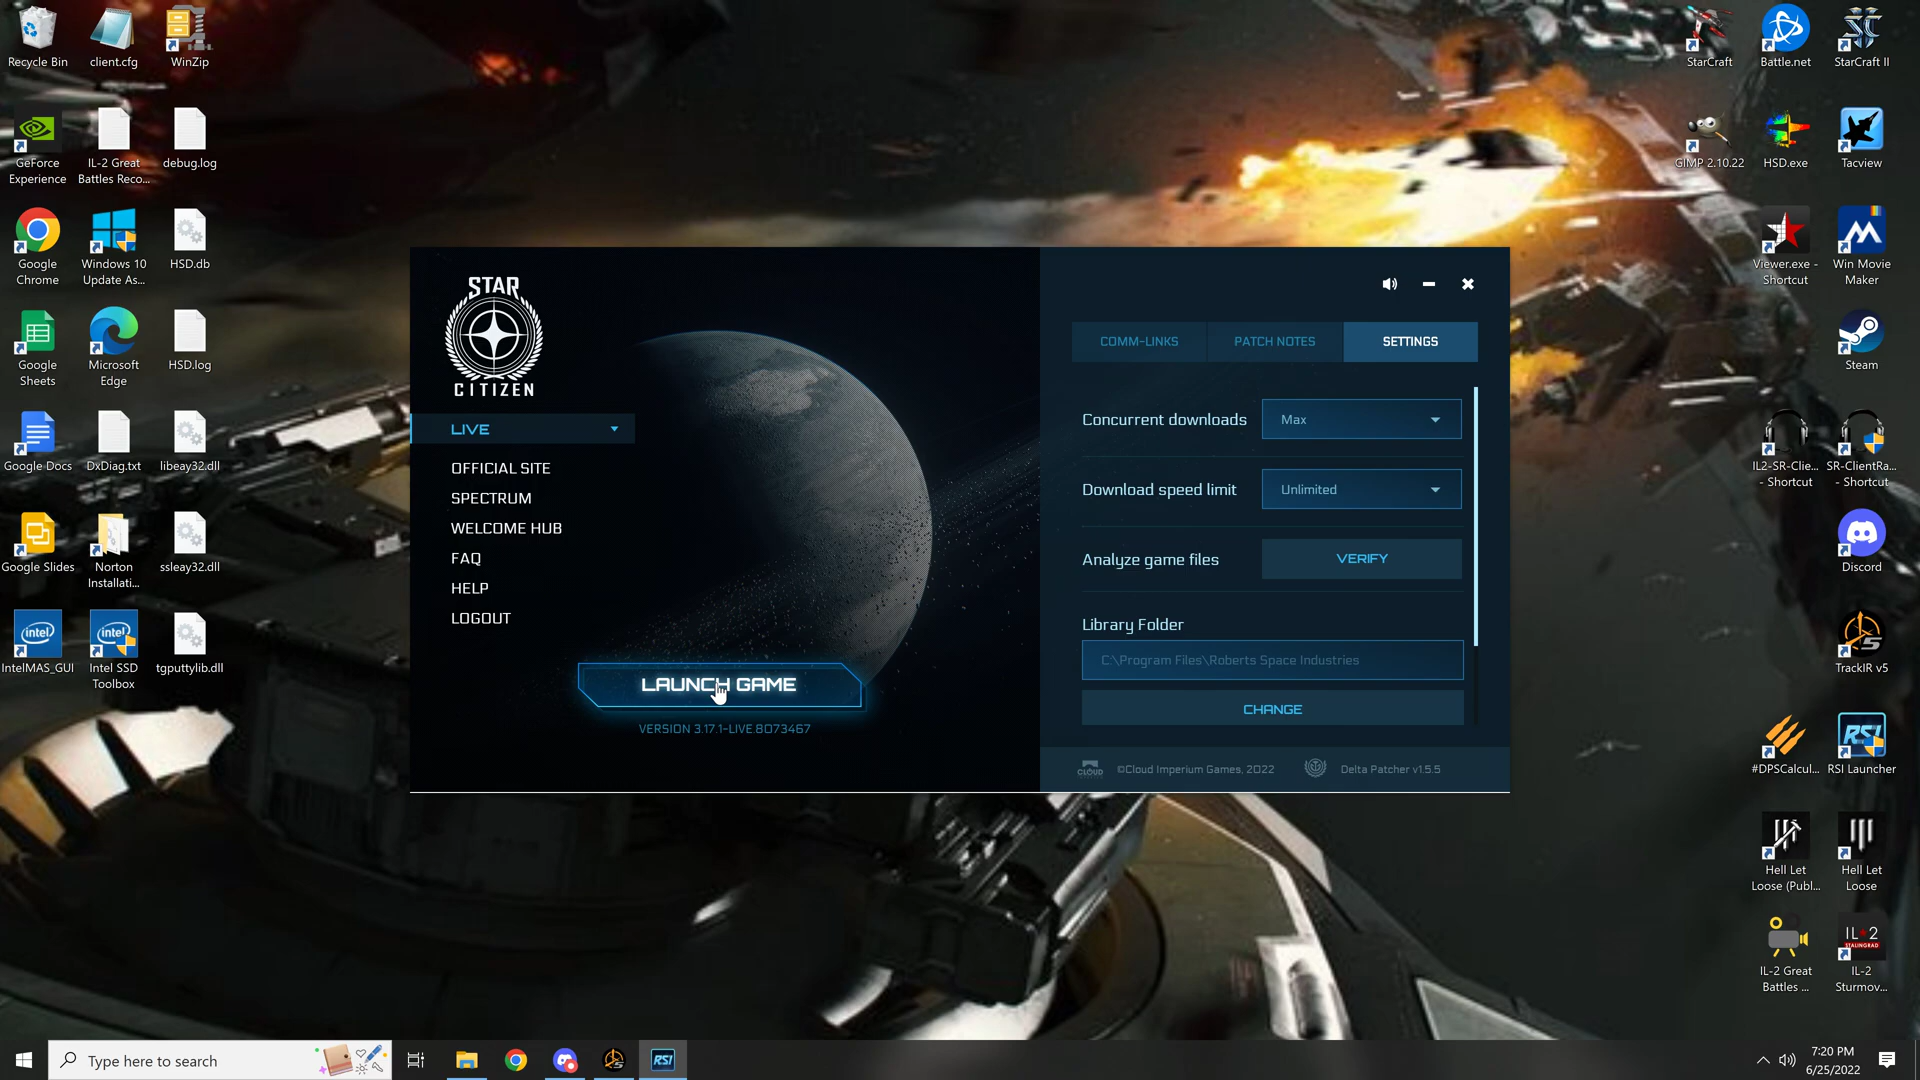 Recycle Bin
client.cfg
WinZip
GeForce
Experience
IL-2 Great
Battles Reco...
debug.log
Google
Chrome
Windows 10
Update As...
HSD.db
Google
Sheets
Microsoft
Edge
HSD.log
Google Docs
DxDiag.txt
libeay32.dll
Google Slides
Norton
Installati...
ssleay32.dll
intel
IntelMAS_GUI
intel
Intel SSD
Toolbox
tgputtylib.dll
STAR
CITIZEN
LIVE
OFFICIAL SITE
SPECTRUM
WELCOME HUB
FAQ
HELP
LOGOUT
LAUNCH GAME
VERSION 3.17.1-LIVE.8073467
COMM-LINKS
PATCH NOTES
SETTINGS
Concurrent downloads
Max
Download speed limit
Unlimited
Analyze game files
VERIFY
Library Folder
C:\Program Files\Roberts Space Industries
CHANGE
CLOUD
©Cloud Imperium Games, 2022
Delta Patcher v1.5.5
StarCraft
Battle.net
StarCraft II
GIMP 2.10.22
HSD.exe
Tacview
Viewer.exe -
Shortcut
Win Movie
Maker
Steam
IL2-SR-Clie...
- Shortcut
SR-ClientRa...
- Shortcut
Discord
TrackIR v5
#DPSCalcul...
RSI
RSI Launcher
Hell Let
Loose (Publ...
Hell Let
Loose
IL-2 Great
Battles ...
IL-2
STALINGRAD
IL-2
Sturmov...
Type here to search
RSI
7:20 PM
6/25/2022